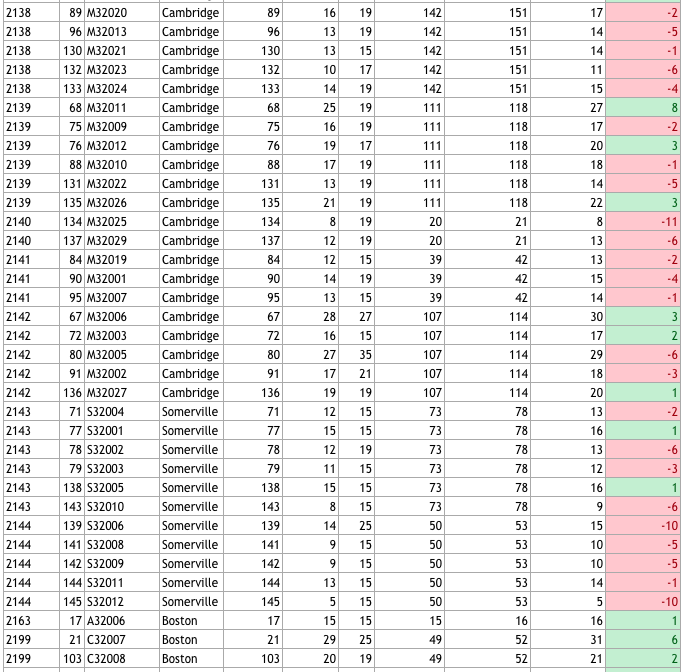 2138 89 M32020 Cambridge 89 16 19 142 151 17 -2
2138 96 M32013 Cambridge 96 13 19 142 151 14 -5
2138 130 M32021 Cambridge 130 13 15 142 151 14 -1
2138 132 M32023 Cambridge 132 10 17 142 151 11 -6
2138 133 M32024 Cambridge 133 14 19 142 151 15 -4
2139 68 M32011 Cambridge 68 25 19 111 118 27 8
2139 75 M32009 Cambridge 75 16 19 111 118 17 -2
2139 76 M32012 Cambridge 76 19 17 111 118 20 3
2139 88 M32010 Cambridge 88 17 19 111 118 18 -1
2139 131 M32022 Cambridge 131 13 19 111 118 14 -5
2139 135 M32026 Cambridge 135 21 19 111 118 22 3
2140 134 M32025 Cambridge 134 8 19 20 21 8 -11
2140 137 M32029 Cambridge 137 12 19 20 21 13 -6
2141 84 M32019 Cambridge 84 12 15 39 42 13 -2
2141 90 M32001 Cambridge 90 14 19 39 42 15 -4
2141 95 M32007 Cambridge 95 13 15 39 42 14 -1
2142 67 M32006 Cambridge 67 28 27 107 114 30 3
2142 72 M32003 Cambridge 72 16 15 107 114 17 2
2142 80 M32005 Cambridge 80 27 35 107 114 29 -6
2142 91 M32002 Cambridge 91 17 21 107 114 18 -3
2142 136 M32027 Cambridge 136 19 19 107 114 20 1
2143 71 S32004 Somerville 71 12 15 73 78 13 -2
2143 77 S32001 Somerville 77 15 15 73 78 16 1
2143 78 S32002 Somerville 78 12 19 73 78 13 -6
2143 79 S32003 Somerville 79 11 15 73 78 12 -3
2143 138 S32005 Somerville 138 15 15 73 78 16 1
2143 143 S32010 Somerville 143 8 15 73 78 9 -6
2144 139 S32006 Somerville 139 14 25 50 53 15 -10
2144 141 S32008 Somerville 141 9 15 50 53 10 -5
2144 142 S32009 Somerville 142 9 15 50 53 10 -5
2144 144 S32011 Somerville 144 13 15 50 53 14 -1
2144 145 S32012 Somerville 145 5 15 50 53 5 -10
2163 17 A32006 Boston 17 15 15 15 16 16 1
2199 21 C32007 Boston 21 29 25 49 52 31 6
2199 103 C32008 Boston 103 20 19 49 52 21 2